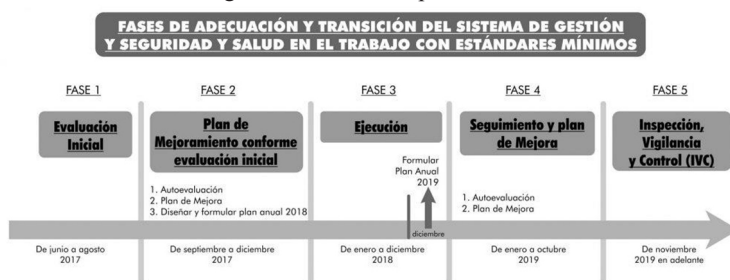 FASES DE ADECUACIÓN Y TRANSICIÓN DEL SISTEMA DE GESTIÓN
Y SEGURIDAD Y SALUD EN EL TRABAJO CON ESTÁNDARES MÍNIMOS
FASE 1
Evaluación
Inicial
De junio a agosto
2017
FASE 2
Plan de
Mejoramiento conforme
evaluación inicial
1. Autoevaluación
2. Plan de Mejora
3. Diseñar y formular plan anual 2018
De septiembre a diciembre
2017
FASE 3
Ejecución
Formular
Plan Anual
2019
diciembre
De enero a diciembre
2018
FASE 4
Seguimiento y plan
de Mejora
1. Autoevaluación
2. Plan de Mejora
De enero a octubre
2019
FASE 5
Inspección,
Vigilancia
y Control (IVC)
De noviembre
2019 en adelante